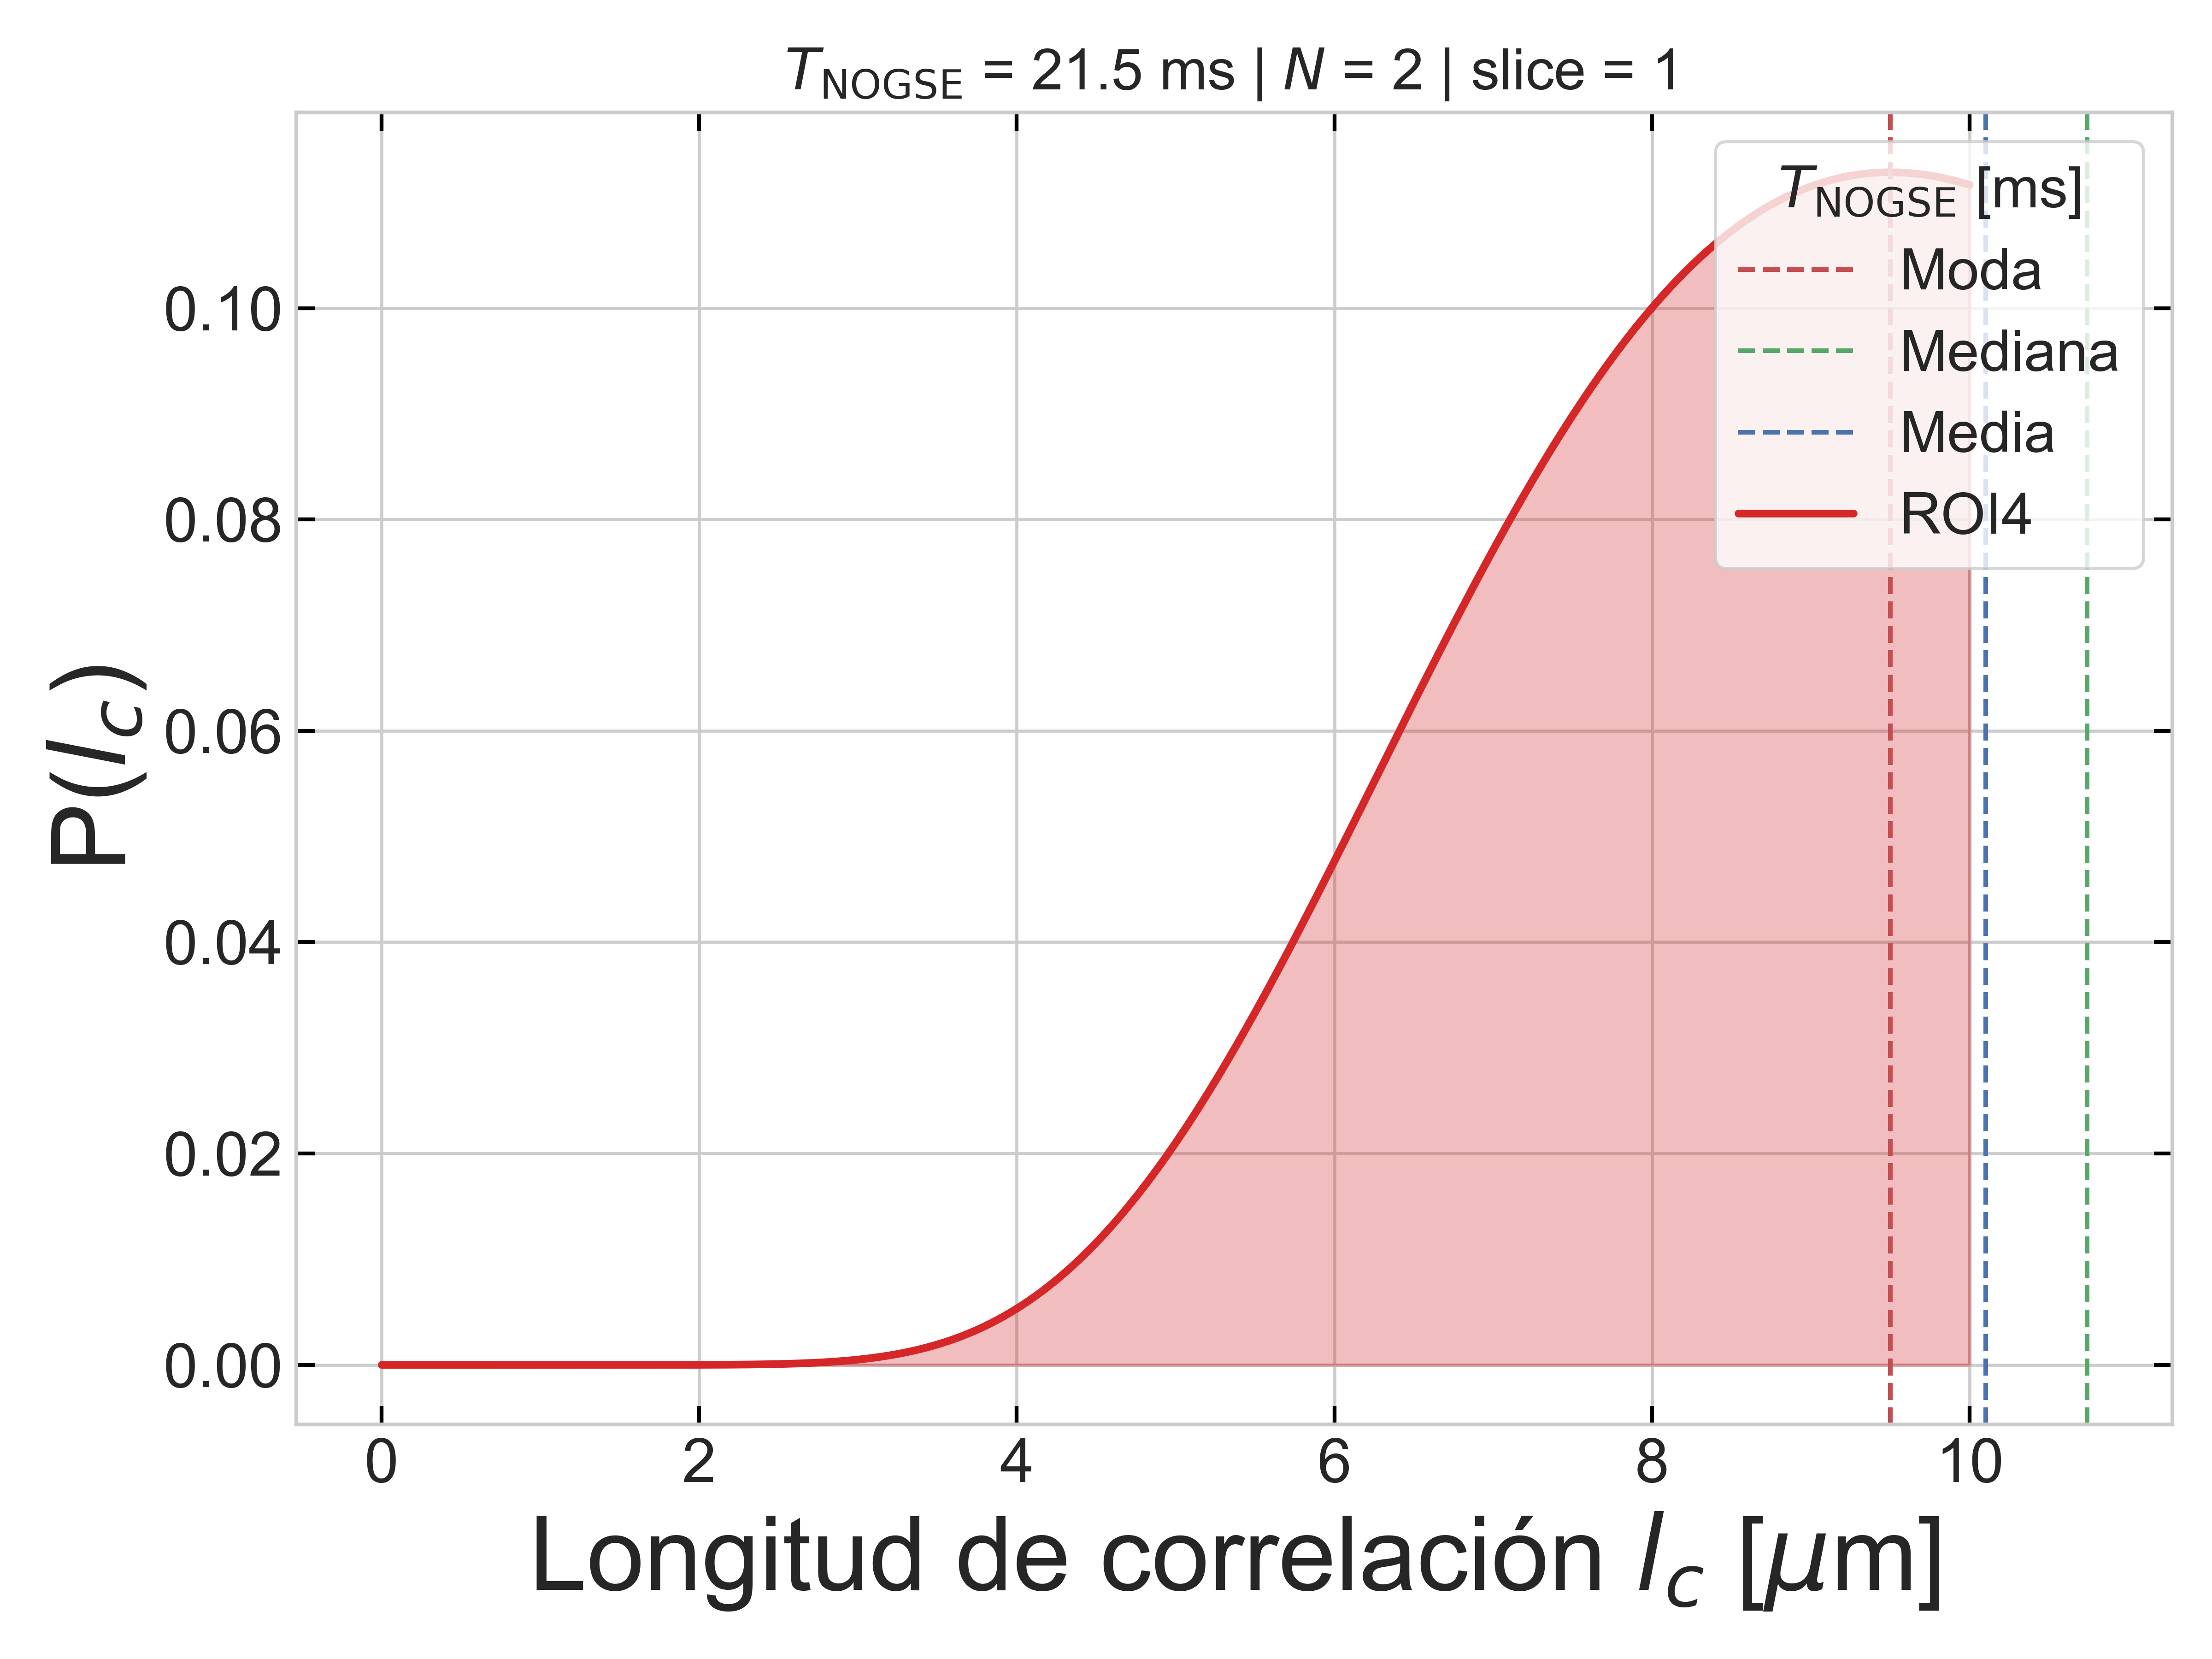 T_NOGSE = 21.5 ms | N = 2 | slice = 1
P(l_c)
0.10
0.08
0.06
0.04
0.02
0.00
T_NOGSE [ms]
Moda
Mediana
Media
ROI4
0 2 4 6 8 10
Longitud de correlación l_c [μm]